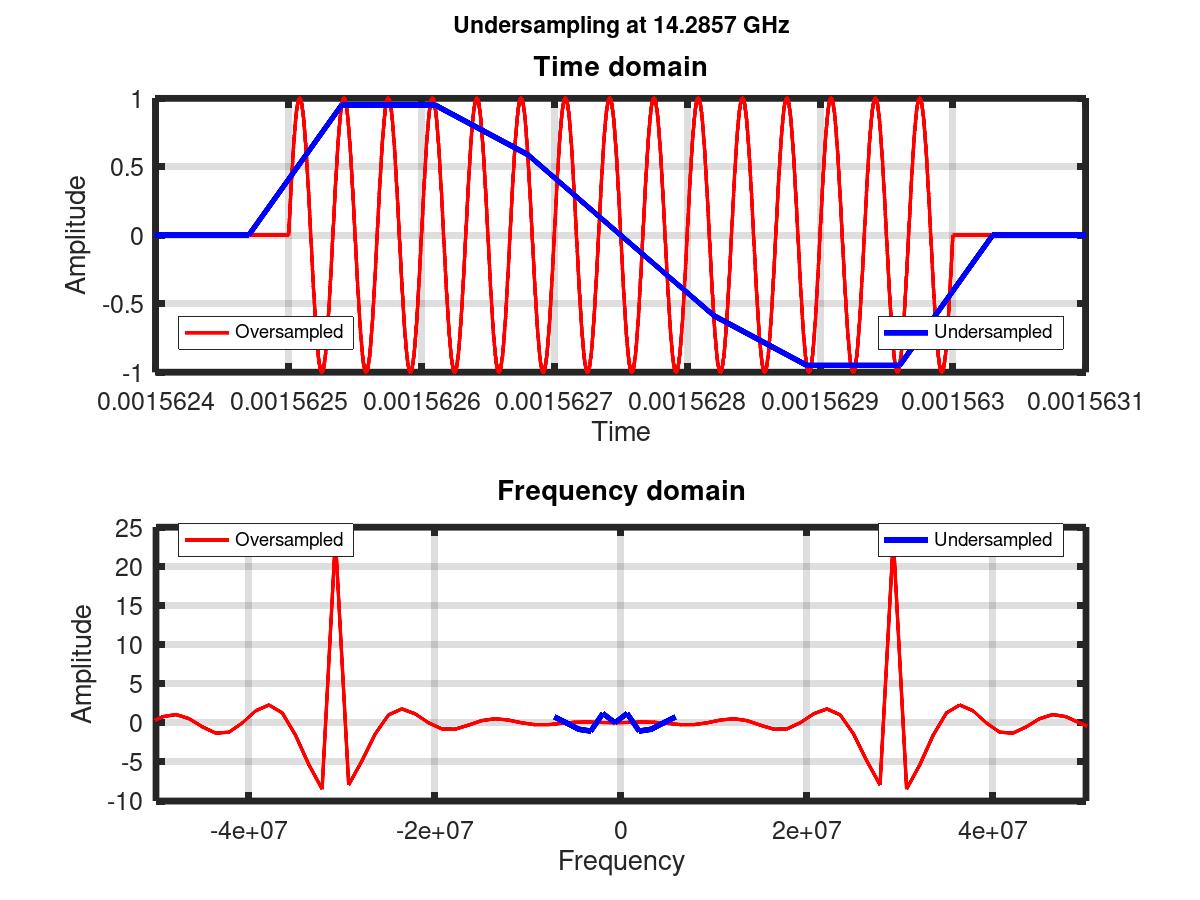 Undersampling at 14.2857 GHz
Time domain
1
0.5
0
-0.5
-1
Amplitude
Oversampled
Undersampled
0.0015624 0.0015625 0.0015626 0.0015627 0.0015628 0.0015629 0.001563 0.0015631
Time
Frequency domain
25
20
15
10
5
0
-5
-10
Amplitude
Oversampled
Undersampled
-4e+07 -2e+07 0 2e+07 4e+07
Frequency